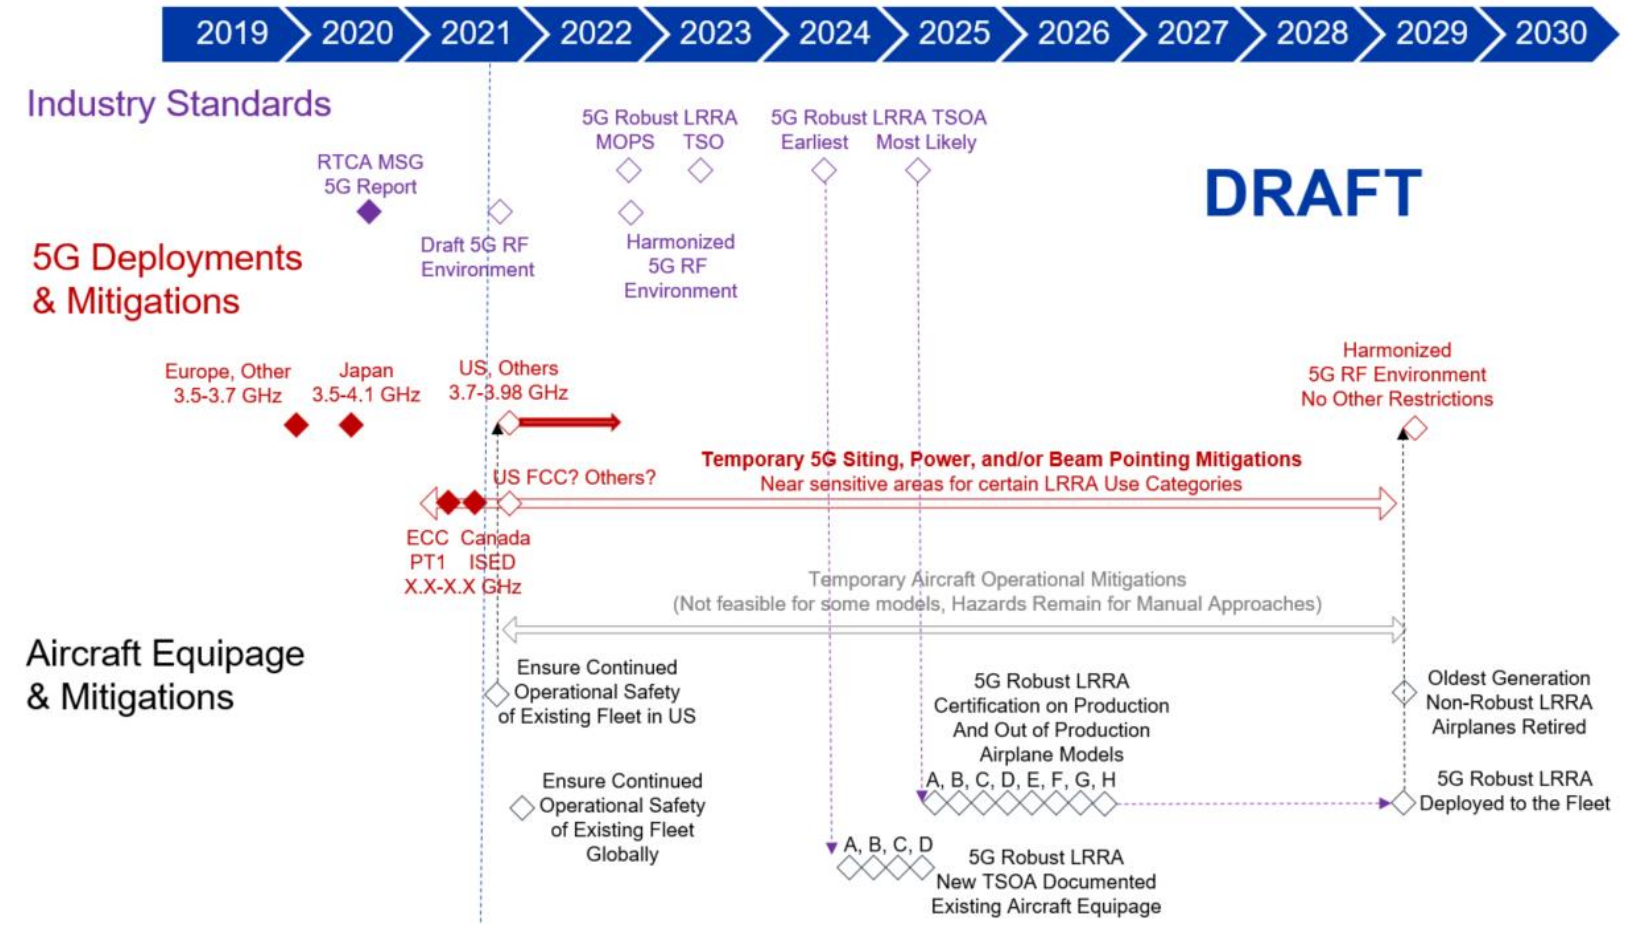 2019 2020 2021 2022 2023 2024 2025 2026 2027 2028 2029 2030
Industry Standards
RTCA MSG
5G Report
Draft 5G RF
Environment
5G Robust LRRA
MOPS TSO
Harmonized
5G RF
Environment
5G Robust LRRA TSOA
Earliest Most Likely
DRAFT
5G Deployments
& Mitigations
Europe, Other
3.5-3.7 GHz
Japan
3.5-4.1 GHz
US, Others
3.7-3.98 GHz
Harmonized
5G RF Environment
No Other Restrictions
US FCC? Others?
Temporary 5G Siting, Power, and/or Beam Pointing Mitigations
Near sensitive areas for certain LRRA Use Categories
ECC Canada
PT1 ISED
X.X-X.X GHz
Temporary Aircraft Operational Mitigations
(Not feasible for some models, Hazards Remain for Manual Approaches)
Aircraft Equipage
& Mitigations
Ensure Continued
Operational Safety
of Existing Fleet in US
Ensure Continued
Operational Safety
of Existing Fleet
Globally
5G Robust LRRA
Certification on Production
And Out of Production
Airplane Models
A, B, C, D, E, F, G, H
Oldest Generation
Non-Robust LRRA
Airplanes Retired
5G Robust LRRA
Deployed to the Fleet
A, B, C, D
5G Robust LRRA
New TSOA Documented
Existing Aircraft Equipage